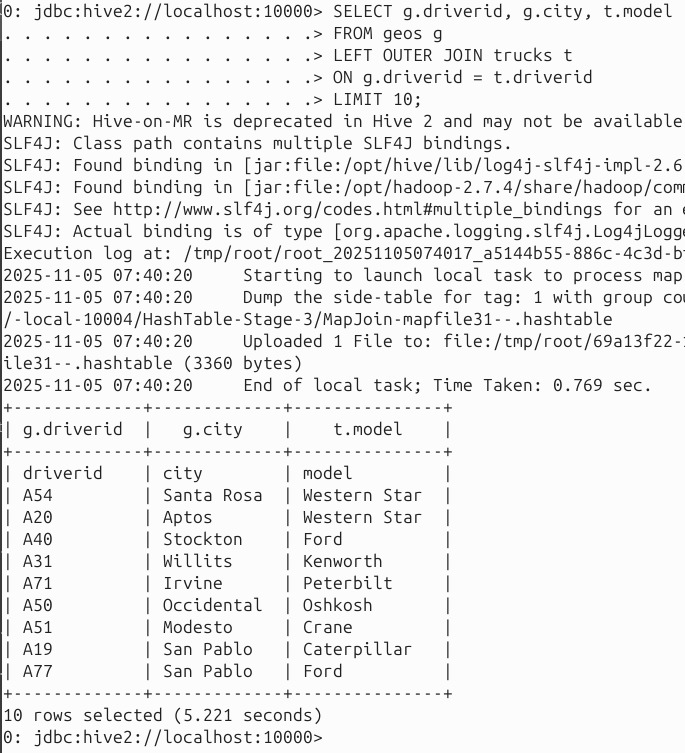 0: jdbc:hive2://localhost:10000> SELECT g.driverid, g.city, t.model
. . . . . . . . . . . . . . . .> FROM geos g
. . . . . . . . . . . . . . . .> LEFT OUTER JOIN trucks t
. . . . . . . . . . . . . . . .> ON g.driverid = t.driverid
. . . . . . . . . . . . . . . .> LIMIT 10;
WARNING: Hive-on-MR is deprecated in Hive 2 and may not be available
SLF4J: Class path contains multiple SLF4J bindings.
SLF4J: Found binding in [jar:file:/opt/hive/lib/log4j-slf4j-impl-2.6
SLF4J: Found binding in [jar:file:/opt/hadoop-2.7.4/share/hadoop/com
SLF4J: See http://www.slf4j.org/codes.html#multiple_bindings for an e
SLF4J: Actual binding is of type [org.apache.logging.slf4j.Log4jLogge
Execution log at: /tmp/root/root_20251105074017_a5144b55-886c-4c3d-b
2025-11-05 07:40:20     Starting to launch local task to process map
2025-11-05 07:40:20     Dump the side-table for tag: 1 with group cou
/-local-10004/HashTable-Stage-3/MapJoin-mapfile31--.hashtable
2025-11-05 07:40:20     Uploaded 1 File to: file:/tmp/root/69a13f22-
ile31--.hashtable (3360 bytes)
2025-11-05 07:40:20     End of local task; Time Taken: 0.769 sec.
+-------------+-------------+---------------+
| g.driverid  |   g.city    |    t.model    |
+-------------+-------------+---------------+
| driverid    | city        | model         |
| A54         | Santa Rosa  | Western Star  |
| A20         | Aptos       | Western Star  |
| A40         | Stockton    | Ford          |
| A31         | Willits     | Kenworth      |
| A71         | Irvine      | Peterbilt     |
| A50         | Occidental  | Oshkosh       |
| A51         | Modesto     | Crane         |
| A19         | San Pablo   | Caterpillar   |
| A77         | San Pablo   | Ford          |
+-------------+-------------+---------------+
10 rows selected (5.221 seconds)
0: jdbc:hive2://localhost:10000>